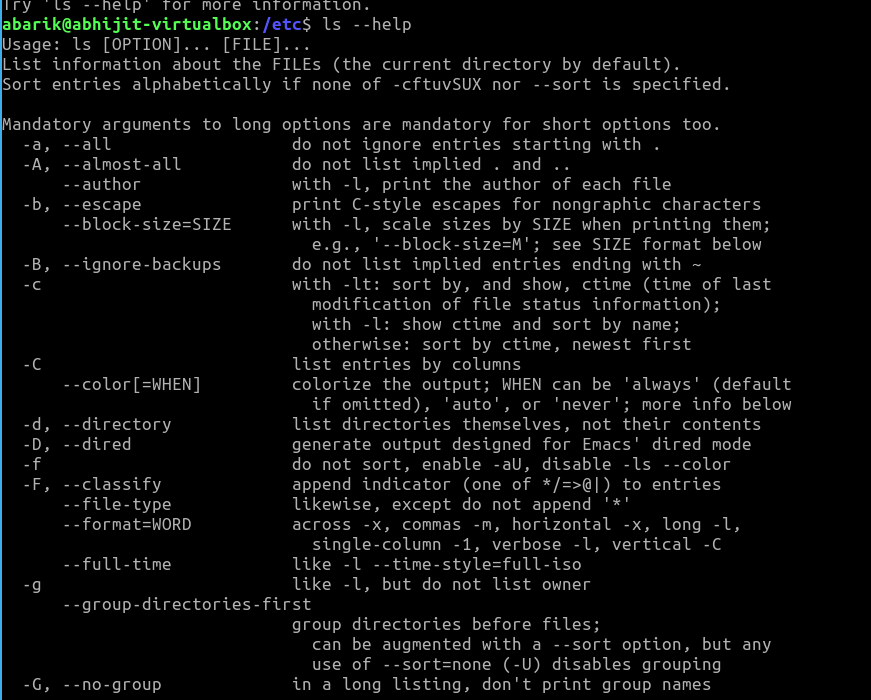 Try 'ls --help' for more information.
abarik@abhijit-virtualbox:/etc$ ls --help
Usage: ls [OPTION]... [FILE]...
List information about the FILEs (the current directory by default).
Sort entries alphabetically if none of -cftuvSUX nor --sort is specified.

Mandatory arguments to long options are mandatory for short options too.
  -a, --all                  do not ignore entries starting with .
  -A, --almost-all           do not list implied . and ..
      --author               with -l, print the author of each file
  -b, --escape               print C-style escapes for nongraphic characters
      --block-size=SIZE      with -l, scale sizes by SIZE when printing them;
                               e.g., '--block-size=M'; see SIZE format below
  -B, --ignore-backups       do not list implied entries ending with ~
  -c                         with -lt: sort by, and show, ctime (time of last
                               modification of file status information);
                               with -l: show ctime and sort by name;
                               otherwise: sort by ctime, newest first
  -C                         list entries by columns
      --color[=WHEN]         colorize the output; WHEN can be 'always' (default
                               if omitted), 'auto', or 'never'; more info below
  -d, --directory            list directories themselves, not their contents
  -D, --dired                generate output designed for Emacs' dired mode
  -f                         do not sort, enable -aU, disable -ls --color
  -F, --classify             append indicator (one of */=>@|) to entries
      --file-type            likewise, except do not append '*'
      --format=WORD          across -x, commas -m, horizontal -x, long -l,
                               single-column -1, verbose -l, vertical -C
      --full-time            like -l --time-style=full-iso
  -g                         like -l, but do not list owner
      --group-directories-first
                             group directories before files;
                               can be augmented with a --sort option, but any
                               use of --sort=none (-U) disables grouping
  -G, --no-group             in a long listing, don't print group names